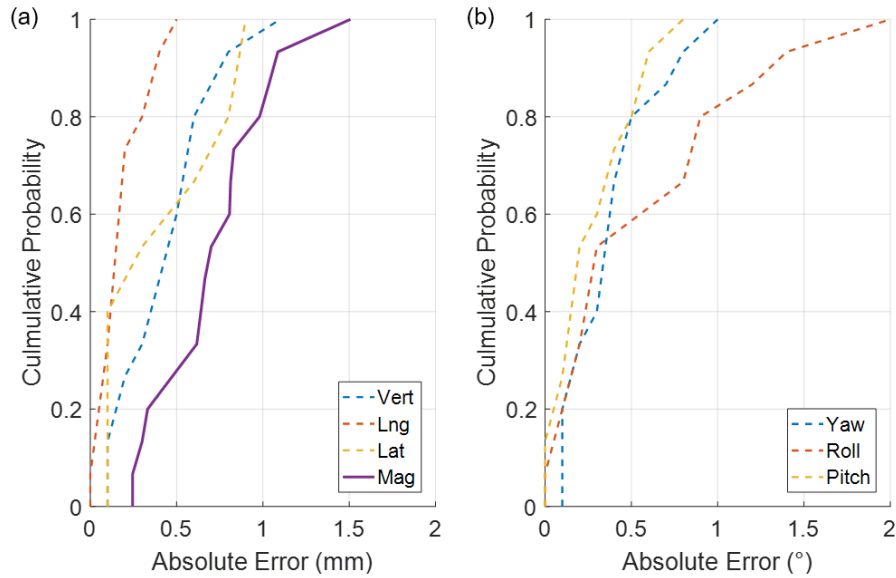 (a)
1
0.8
0.6
0.4
0.2
0
Culmulative Probability
0
0.5
1
1.5
2
Absolute Error (mm)
Vert
Lng
Lat
Mag
(b)
1
0.8
0.6
0.4
0.2
0
Culmulative Probability
0
0.5
1
1.5
2
Absolute Error (°)
Yaw
Roll
Pitch